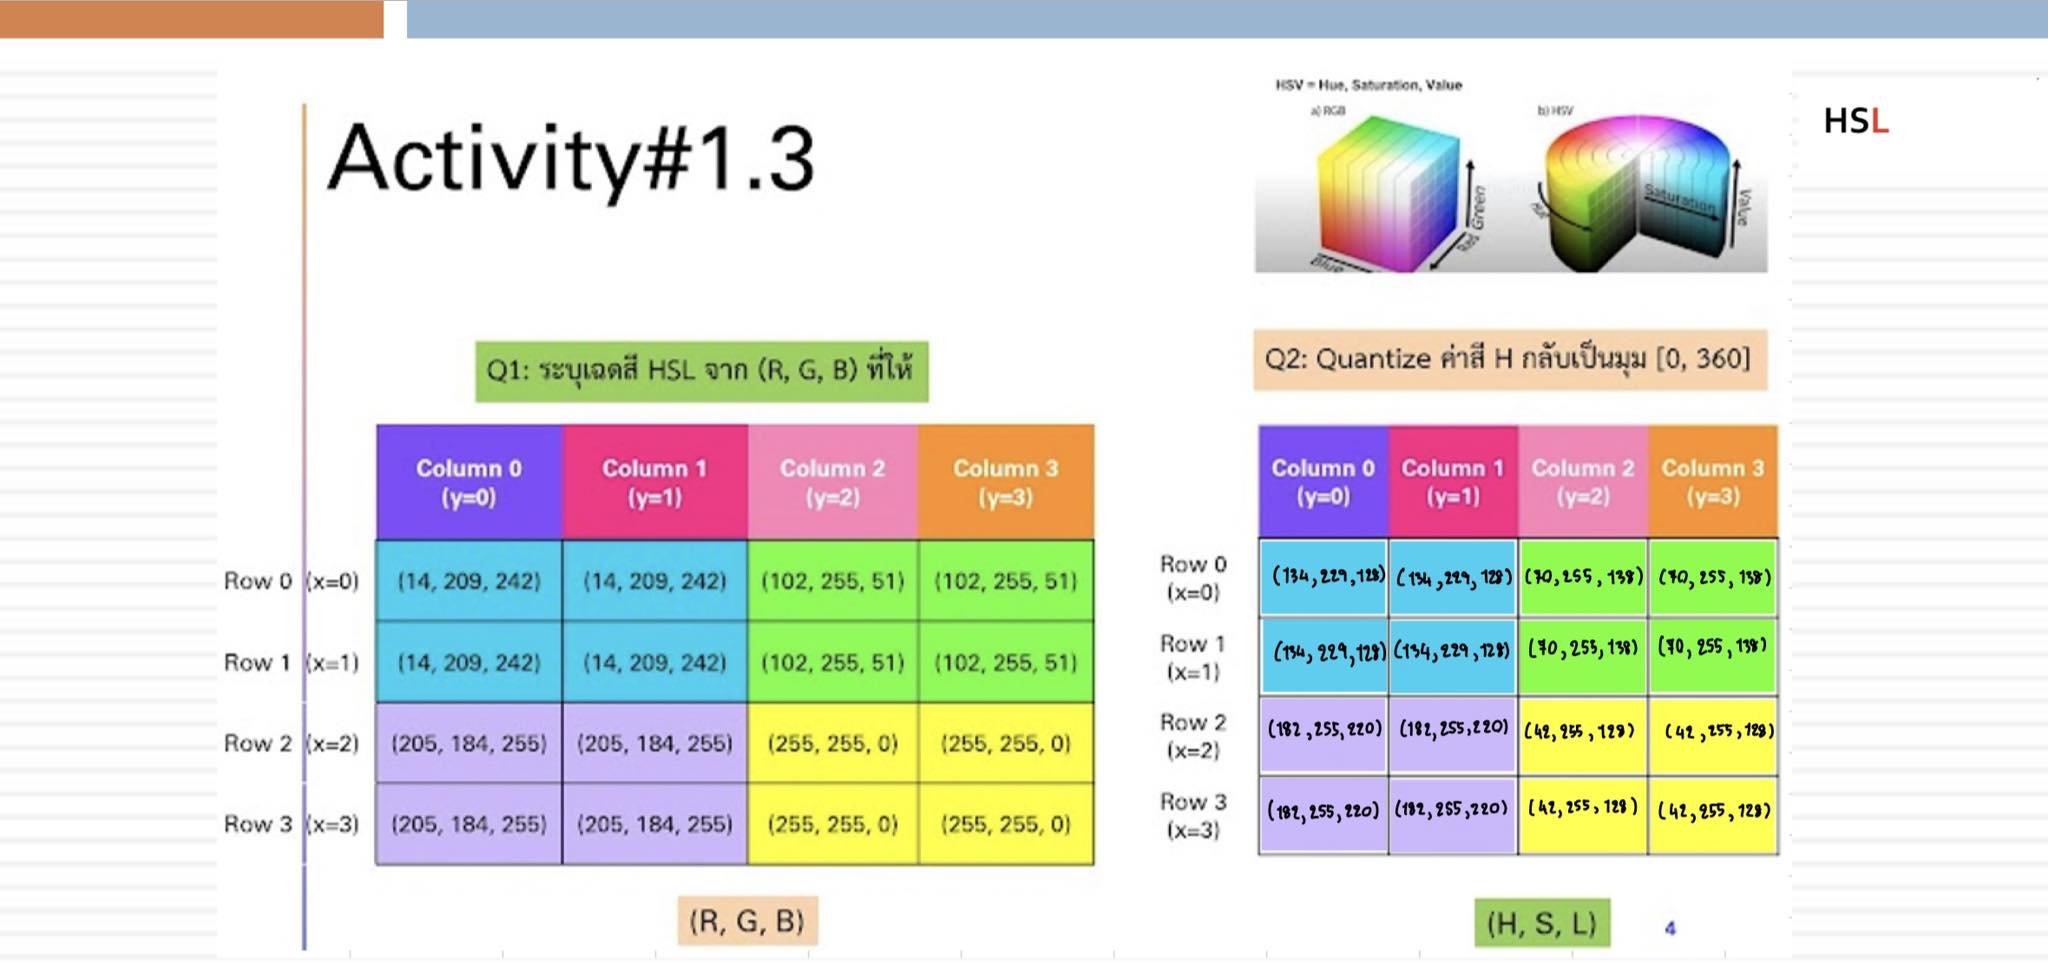 HSV = Hue, Saturation, Value
a) RGB
b) HSV
HSL
Activity#1.3
Green
Red
Blue
Hue
Saturation
Value
Q1: ระบุเฉดสี HSL จาก (R, G, B) ที่ให้
Q2: Quantize ค่าสี H กลับเป็นมุม [0, 360]
Column 0 Column 1 Column 2 Column 3
(y=0) (y=1) (y=2) (y=3)
Row 0 (x=0) (14, 209, 242) (14, 209, 242) (102, 255, 51) (102, 255, 51)
Row 1 (x=1) (14, 209, 242) (14, 209, 242) (102, 255, 51) (102, 255, 51)
Row 2 (x=2) (205, 184, 255) (205, 184, 255) (255, 255, 0) (255, 255, 0)
Row 3 (x=3) (205, 184, 255) (205, 184, 255) (255, 255, 0) (255, 255, 0)
(R, G, B)
Column 0 Column 1 Column 2 Column 3
(y=0) (y=1) (y=2) (y=3)
Row 0
(x=0)
(134,229,128) (134,229,128) (70,255,138) (70,255,138)
Row 1
(x=1)
(134,229,128) (134,229,128) (70,255,138) (70,255,138)
Row 2
(x=2)
(182,255,220) (182,255,220) (42,255,128) (42,255,128)
Row 3
(x=3)
(182,255,220) (182,255,220) (42,255,128) (42,255,128)
(H, S, L)
4